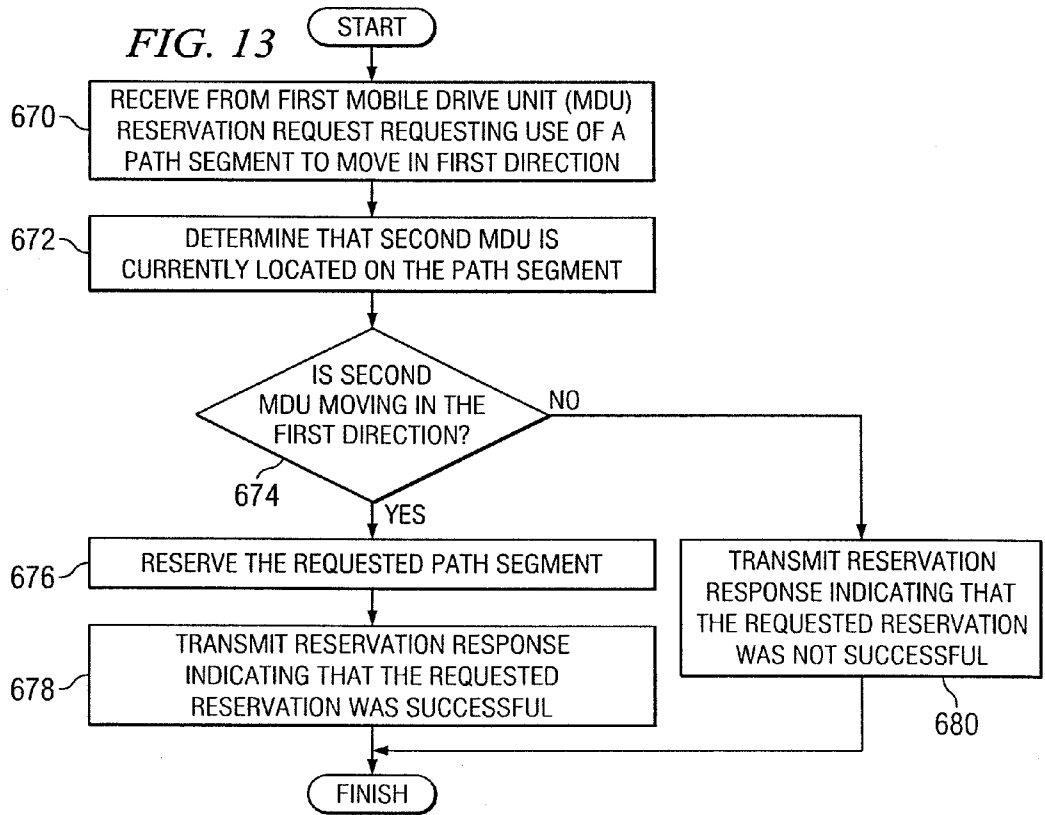 FIG. 13
START
670
RECEIVE FROM FIRST MOBILE DRIVE UNIT (MDU)
RESERVATION REQUEST REQUESTING USE OF A
PATH SEGMENT TO MOVE IN FIRST DIRECTION
672
DETERMINE THAT SECOND MDU IS
CURRENTLY LOCATED ON THE PATH SEGMENT
IS SECOND
MDU MOVING IN THE
FIRST DIRECTION?
NO
674
YES
676
RESERVE THE REQUESTED PATH SEGMENT
678
TRANSMIT RESERVATION RESPONSE
INDICATING THAT THE REQUESTED
RESERVATION WAS SUCCESSFUL
TRANSMIT RESERVATION
RESPONSE INDICATING THAT
THE REQUESTED RESERVATION
WAS NOT SUCCESSFUL
680
FINISH